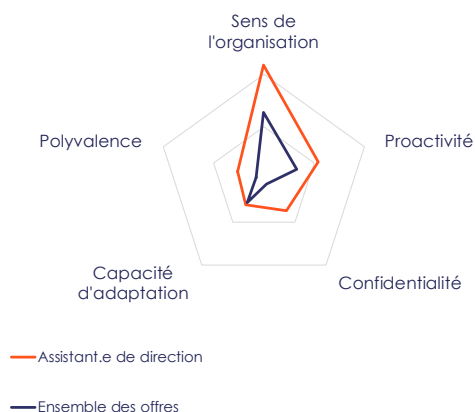 Sens de
l'organisation
Polyvalence
Proactivité
Capacité
d'adaptation
Confidentialité
Assistant.e de direction
Ensemble des offres